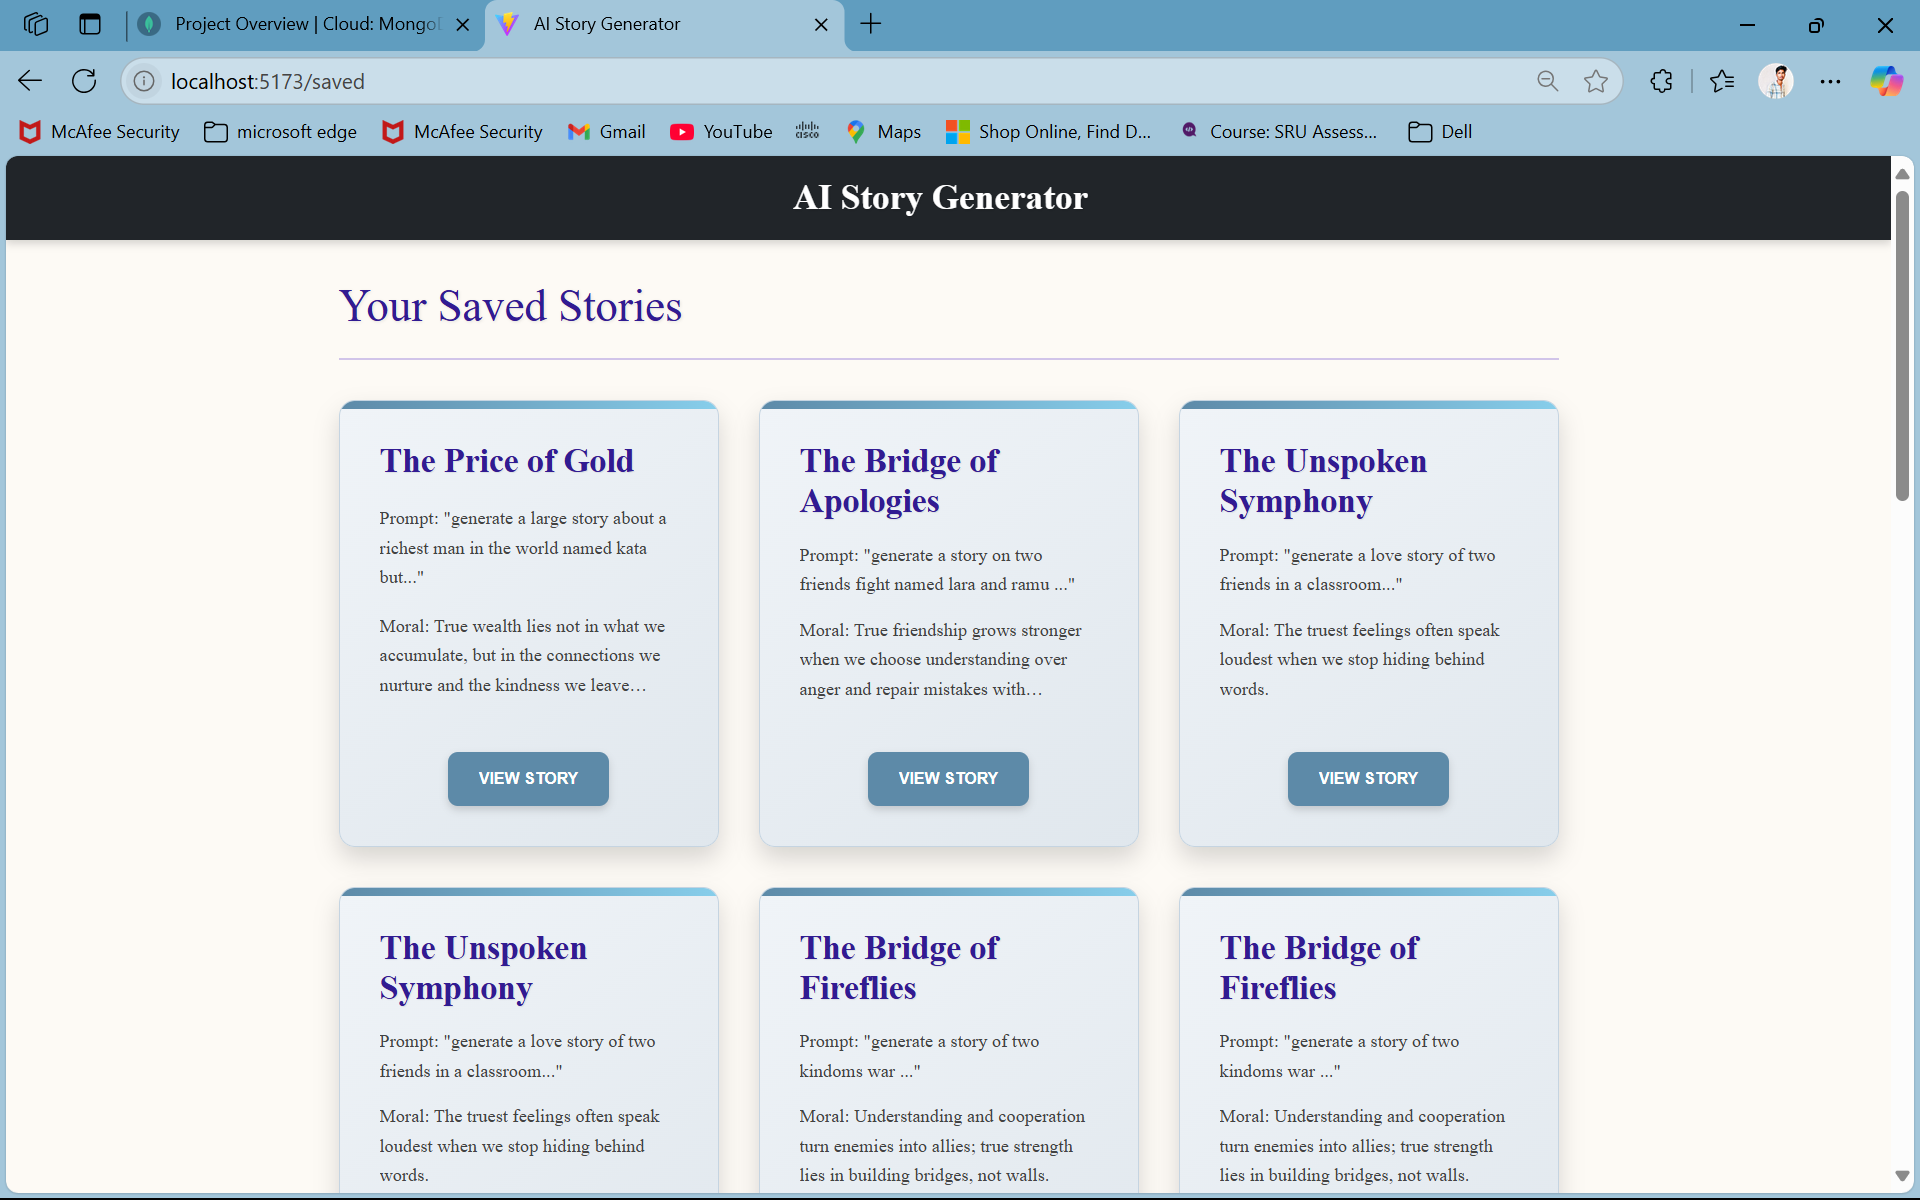 Project Overview | Cloud: Mongo
AI Story Generator
localhost:5173/saved
McAfee Security
microsoft edge
McAfee Security
Gmail
YouTube
cisco
Maps
Shop Online, Find D...
Course: SRU Assess...
Dell
AI Story Generator
Your Saved Stories
The Price of Gold
Prompt: "generate a large story about a
richest man in the world named kata
but..."
Moral: True wealth lies not in what we
accumulate, but in the connections we
nurture and the kindness we leave…
VIEW STORY
The Bridge of
Apologies
Prompt: "generate a story on two
friends fight named lara and ramu ..."
Moral: True friendship grows stronger
when we choose understanding over
anger and repair mistakes with…
VIEW STORY
The Unspoken
Symphony
Prompt: "generate a love story of two
friends in a classroom..."
Moral: The truest feelings often speak
loudest when we stop hiding behind
words.
VIEW STORY
The Unspoken
Symphony
Prompt: "generate a love story of two
friends in a classroom..."
Moral: The truest feelings often speak
loudest when we stop hiding behind
words.
The Bridge of
Fireflies
Prompt: "generate a story of two
kindoms war ..."
Moral: Understanding and cooperation
turn enemies into allies; true strength
lies in building bridges, not walls.
The Bridge of
Fireflies
Prompt: "generate a story of two
kindoms war ..."
Moral: Understanding and cooperation
turn enemies into allies; true strength
lies in building bridges, not walls.